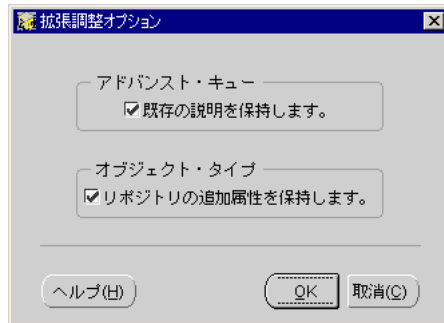 拡張調整オプション
アドバンスト・キュー
既存の説明を保持します。
オブジェクト・タイプ
リポジトリの追加属性を保持します。
ヘルプ(H) OK 取消(C)